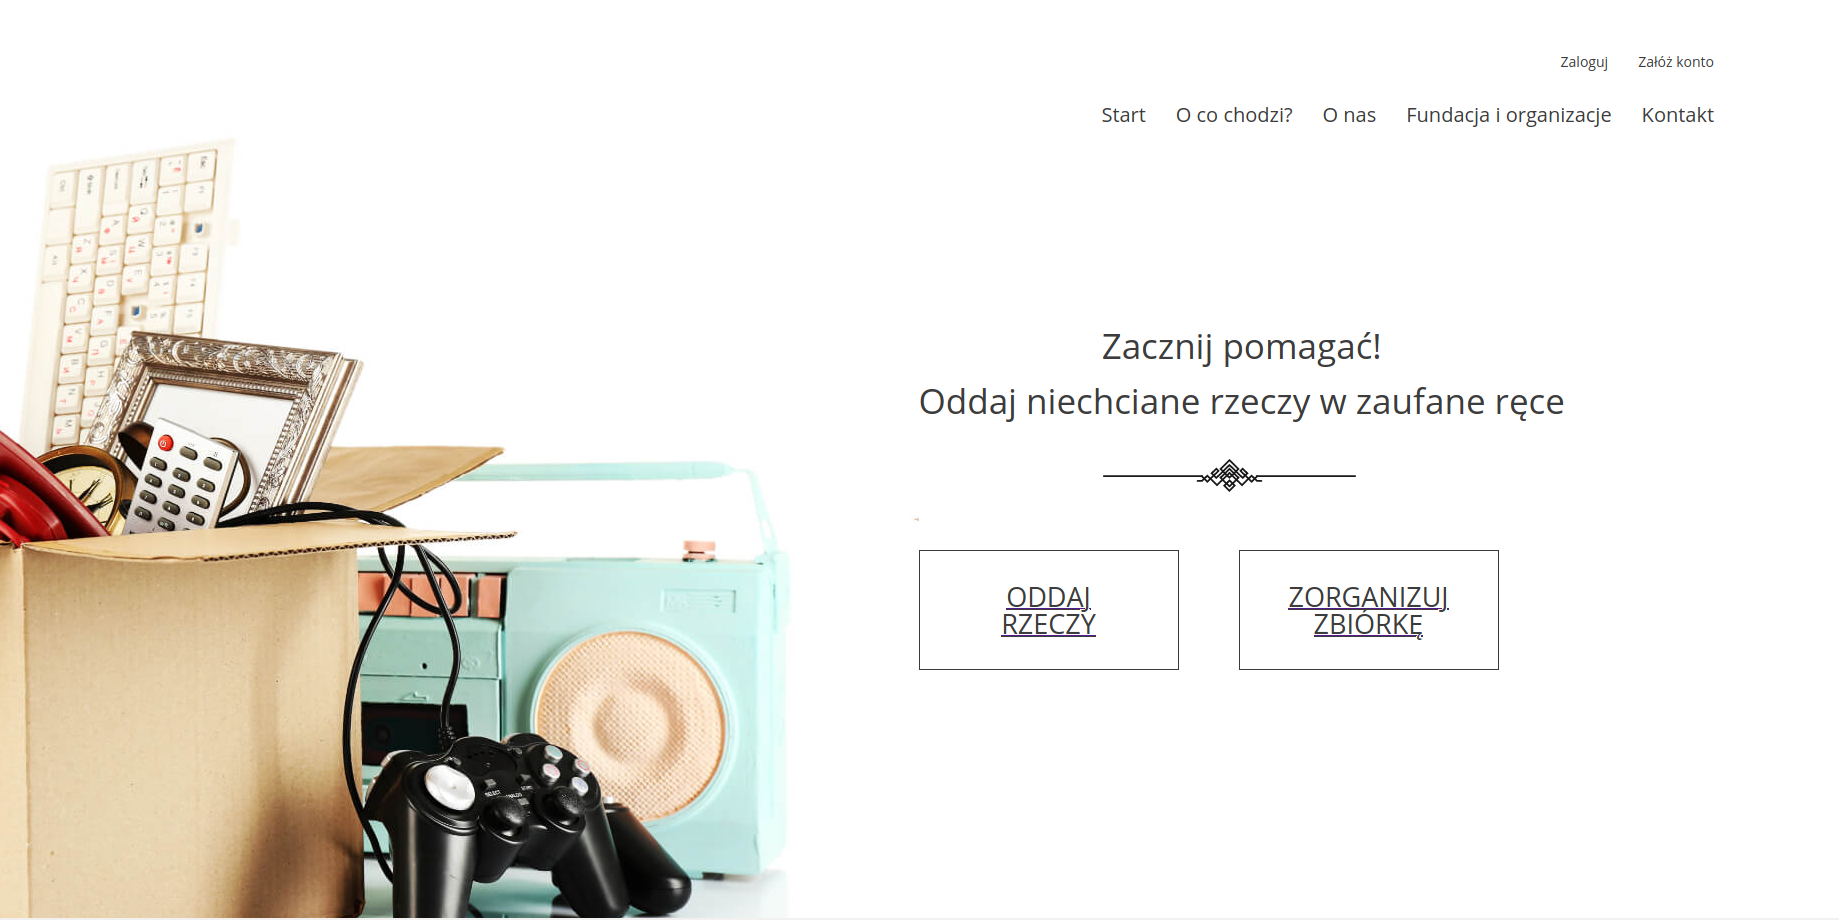 Zaloguj Załóż konto
Start O co chodzi? O nas Fundacja i organizacje Kontakt
Zacznij pomagać!
Oddaj niechciane rzeczy w zaufane ręce
ODDAJ
RZECZY
ZORGANIZUJ
ZBIÓRKĘ
SELECT